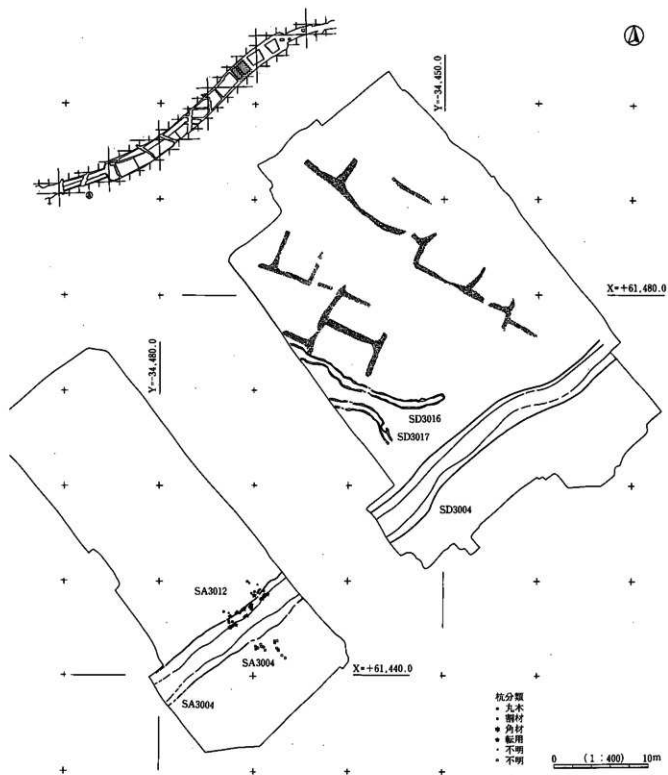 Y=-34,450.0
X=+61,480.0
Y=-34,480.0
SD3016
SD3017
SD3004
SA3012
SA3004
SA3004
X=+61,440.0
杭分類
丸木
割材
角材
転用
不明
不明
0 (1:400) 10m